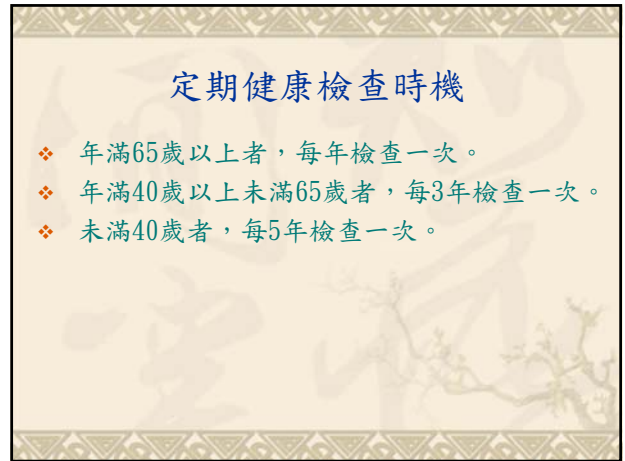 定期健康檢查時機
年滿65歲以上者，每年檢查一次。
年滿40歲以上未滿65歲者，每3年檢查一次。
未滿40歲者，每5年檢查一次。